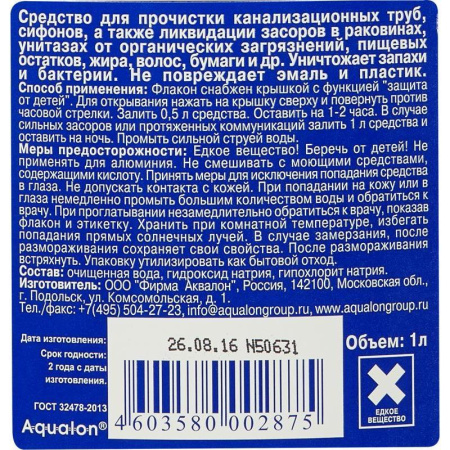 Средство для прочистки канализационных труб,
сифонов, а также ликвидации засоров в раковинах,
унитазах от органических загрязнений, пищевых
остатков, жира, волос, бумаги и др. Уничтожает запахи
и бактерии. Не повреждает эмаль и пластик.
Способ применения: Флакон снабжен крышкой с функцией "защита
от детей". Для открывания нажать на крышку сверху и повернуть против
часовой стрелки. Залить 0,5 л средства. Оставить на 1-2 часа. В случае
сильных засоров или протяженных коммуникаций залить 1 л средства и
оставить на ночь. Промыть сильной струей воды.
Меры предосторожности: Едкое вещество! Беречь от детей! Не
применять для алюминия. Не смешивать с моющими средствами,
содержащими кислоту. Принять меры для исключения попадания средства
в глаза. Не допускать контакта с кожей. При попадании на кожу или в
глаза немедленно промыть большим количеством воды и обратиться к
врачу. При проглатывании незамедлительно обратиться к врачу, показав
флакон и этикетку. Хранить при комнатной температуре, избегать
попадания прямых солнечных лучей. В случае замерзания, после
размораживания сохраняет свои свойства. После размораживания
встряхнуть. Упаковку утилизировать как бытовой отход.
Состав: очищенная вода, гидроксид натрия, гипохлорит натрия.
Изготовитель: ООО "Фирма Аквалон", Россия, 142100, Московская обл.,
г. Подольск, ул. Комсомольская, д. 1.
Тел./факс: +7(495) 504-27-23, info@aqualongroup.ru, aqualongroup.ru
Дата изготовления:
26.08.16 N50631
Объем: 1л
Срок годности:
2 года с даты
изготовления.
ГОСТ 32478-2013
4 603580 002875
ЕДКОЕ
ВЕЩЕСТВО
Aqualon®